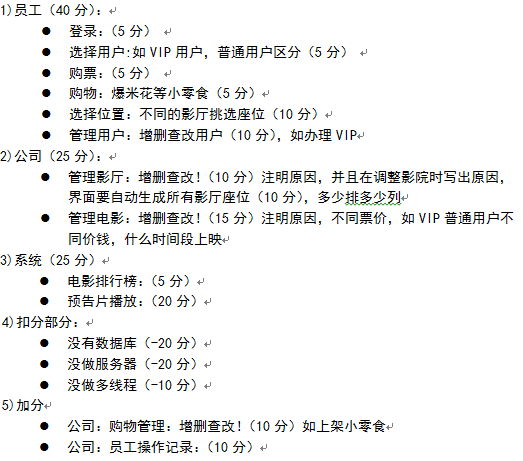 1)员工（40 分）：
● 登录：（5 分）
● 选择用户:如 VIP 用户，普通用户区分（5 分）
● 购票：（5 分）
● 购物：爆米花等小零食（5 分）
● 选择位置：不同的影厅挑选座位（10 分）
● 管理用户：增删查改用户（10 分），如办理 VIP
2)公司（25 分）：
● 管理影厅：增删查改！（10 分）注明原因，并且在调整影院时写出原因，
界面要自动生成所有影厅座位（10 分），多少排多少列
● 管理电影：增删查改！（15 分）注明原因，不同票价，如 VIP 普通用户不
同价钱，什么时间段上映
3)系统（25 分）
● 电影排行榜：（5 分）
● 预告片播放：（20 分）
4)扣分部分：
● 没有数据库（-20 分）
● 没做服务器（-20 分）
● 没做多线程（-10 分）
5)加分
● 公司：购物管理：增删查改！（10 分）如上架小零食
● 公司：员工操作记录：（10 分）